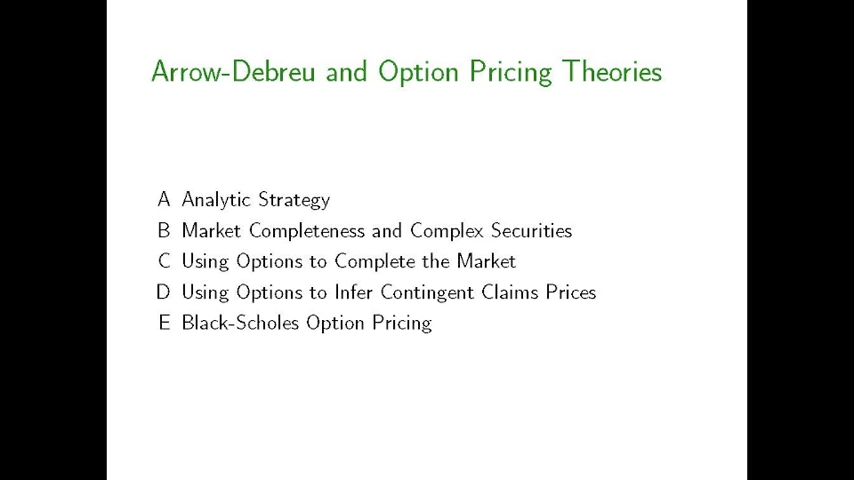 Arrow-Debreu and Option Pricing Theories
A Analytic Strategy
B Market Completeness and Complex Securities
C Using Options to Complete the Market
D Using Options to Infer Contingent Claims Prices
E Black-Scholes Option Pricing